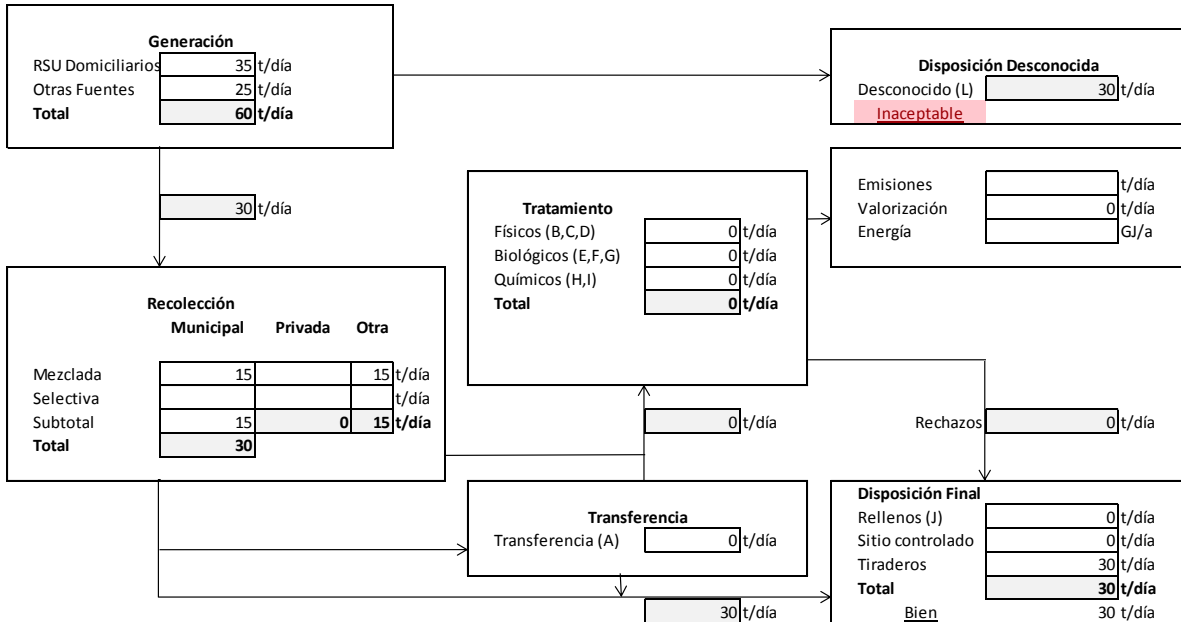 Generación
RSU Domiciliarios 35 t/día
Otras Fuentes 25 t/día
Total 60 t/día
Disposición Desconocida
Desconocido (L) 30 t/día
Inaceptable
30 t/día
Tratamiento
Físicos (B,C,D) 0 t/día
Biológicos (E,F,G) 0 t/día
Químicos (H,I) 0 t/día
Total 0 t/día
Emisiones t/día
Valorización 0 t/día
Energía GJ/a
Recolección
Municipal Privada Otra
Mezclada 15 15 t/día
Selectiva t/día
Subtotal 15 0 15 t/día
Total 30
0 t/día
Rechazos 0 t/día
Transferencia
Transferencia (A) 0 t/día
30 t/día
Disposición Final
Rellenos (J) 0 t/día
Sitio controlado 0 t/día
Tiraderos 30 t/día
Total 30 t/día
Bien 30 t/día